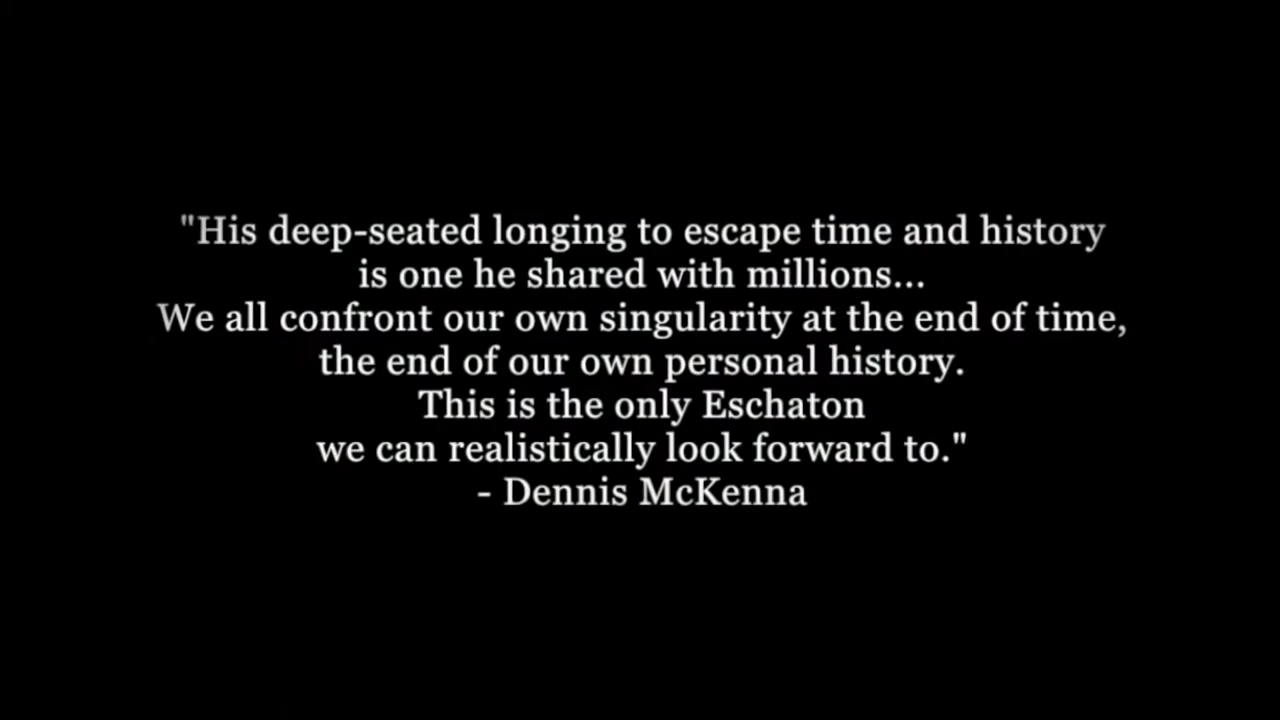 "His deep-seated longing to escape time and history
is one he shared with millions...
We all confront our own singularity at the end of time,
the end of our own personal history.
This is the only Eschaton
we can realistically look forward to."
- Dennis McKenna